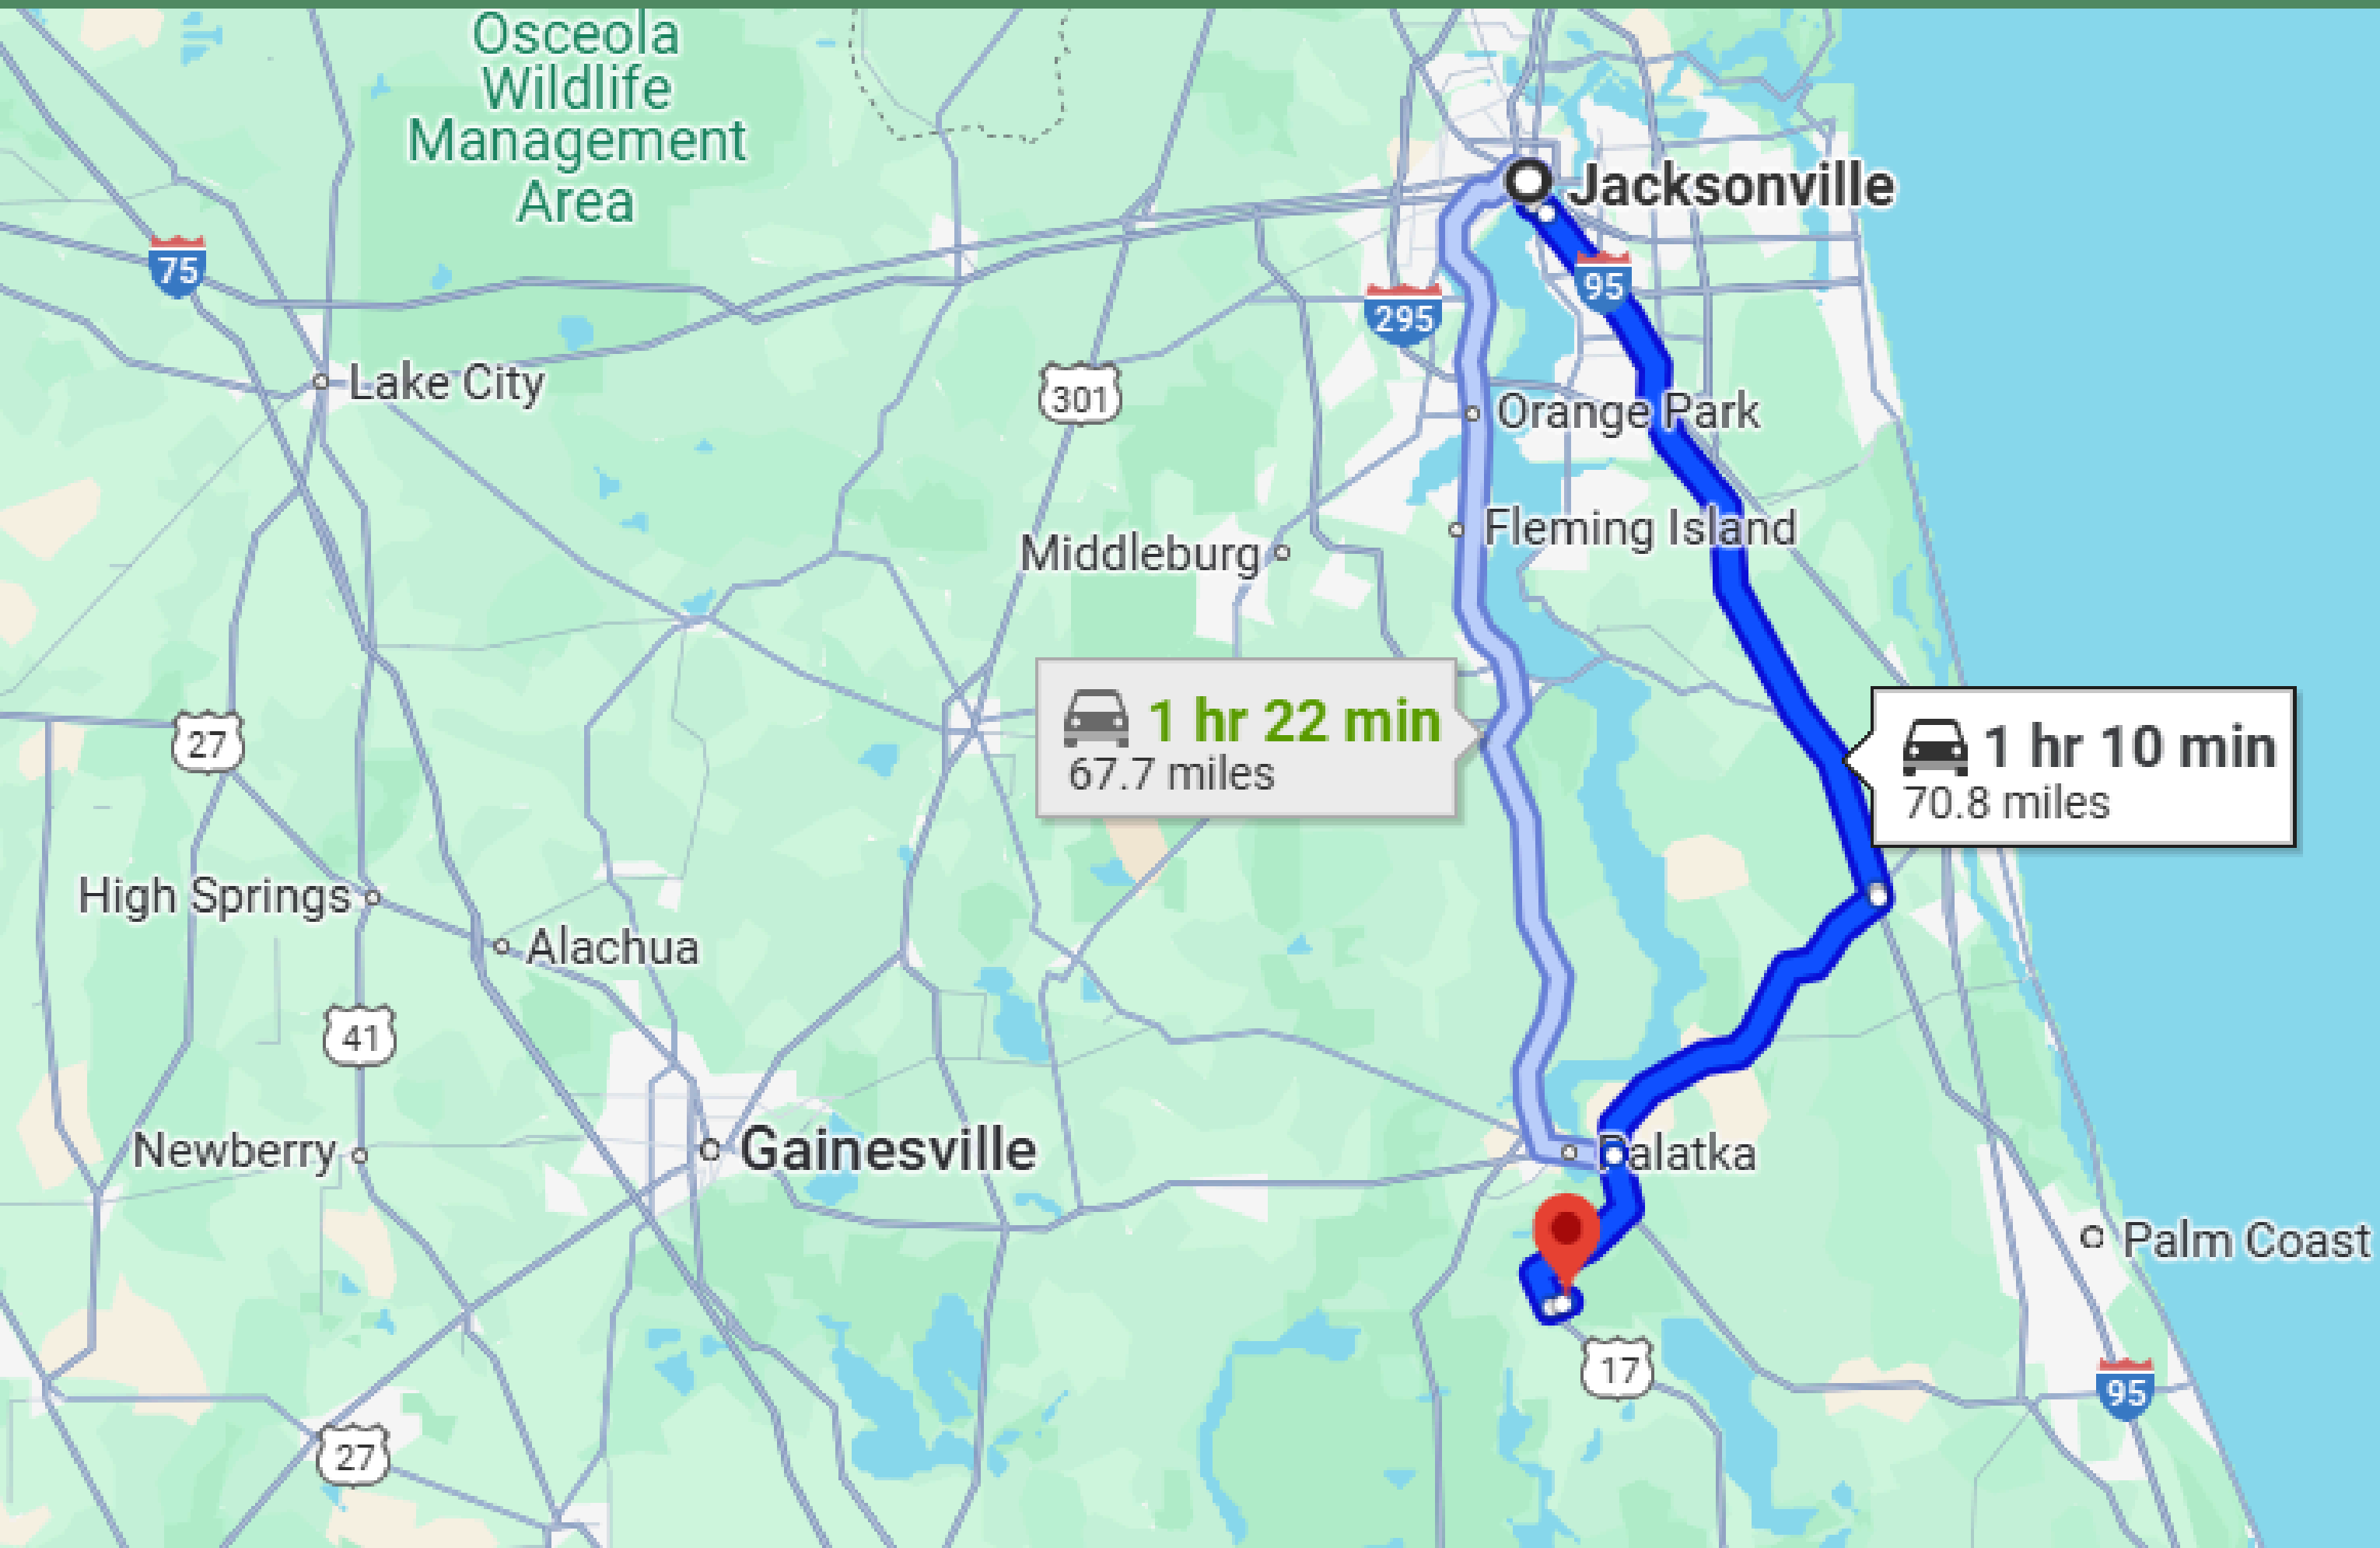 Osceola
Wildlife
Management
Area
Jacksonville
75
95
295
Lake City
301
Orange Park
Fleming Island
Middleburg
1 hr 22 min
67.7 miles
1 hr 10 min
70.8 miles
27
High Springs
Alachua
41
Newberry
Gainesville
Palatka
Palm Coast
17
95
27